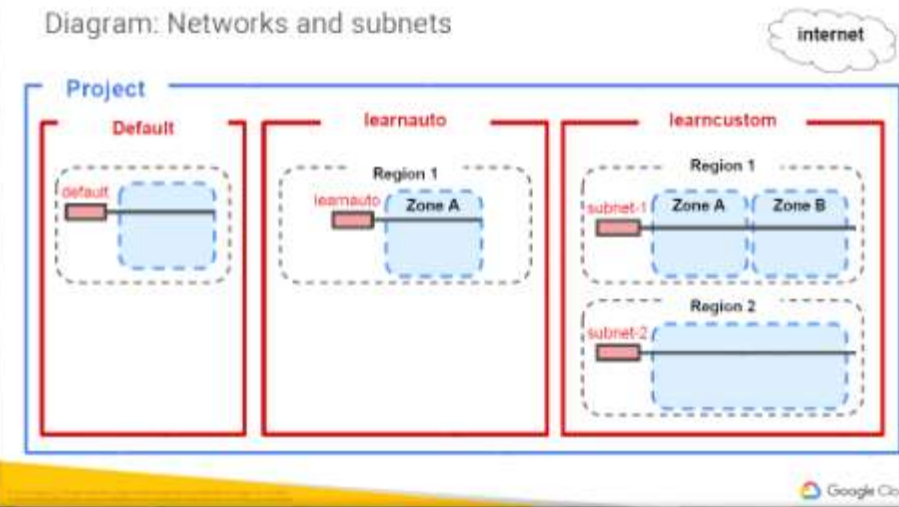 Diagram: Networks and subnets
internet
Project
Default
learnauto
learncustom
default
Region 1
learnauto
Zone A
Region 1
subnet-1
Zone A
Zone B
Region 2
subnet-2
Google Clo